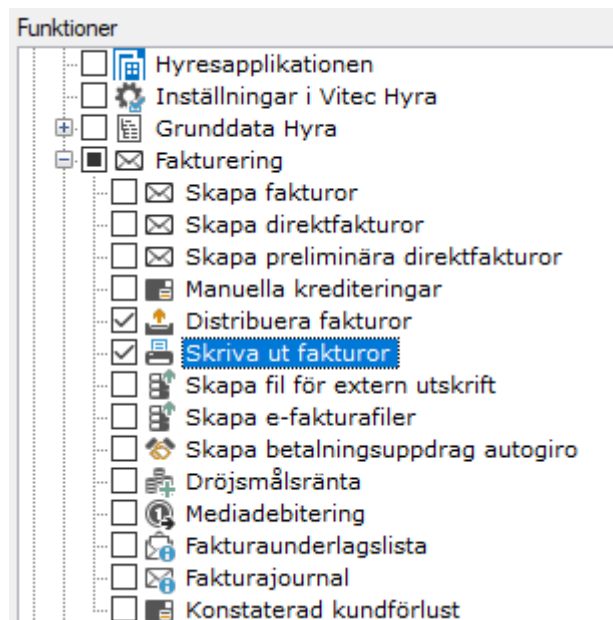 Funktioner
Hyresapplikationen
Inställningar i Vitec Hyra
Grunddata Hyra
Fakturering
Skapa fakturor
Skapa direktfakturor
Skapa preliminära direktfakturor
Manuella krediteringar
Distribuera fakturor
Skriva ut fakturor
Skapa fil för extern utskrift
Skapa e-fakturafiler
Skapa betalningsuppdrag autogiro
Dröjsmålsränta
Mediadebitering
Fakturaunderlagslista
Fakturajournal
Konstaterad kundförlust